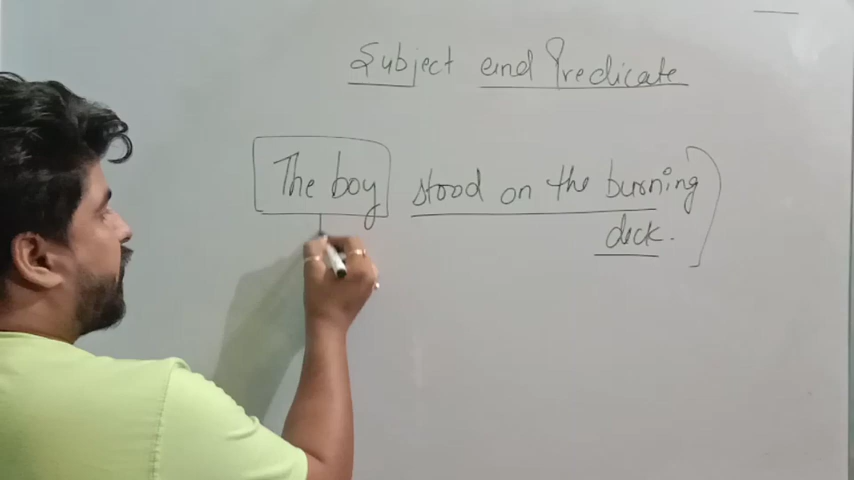 Subject and Predicate
The boy stood on the burning
deck.